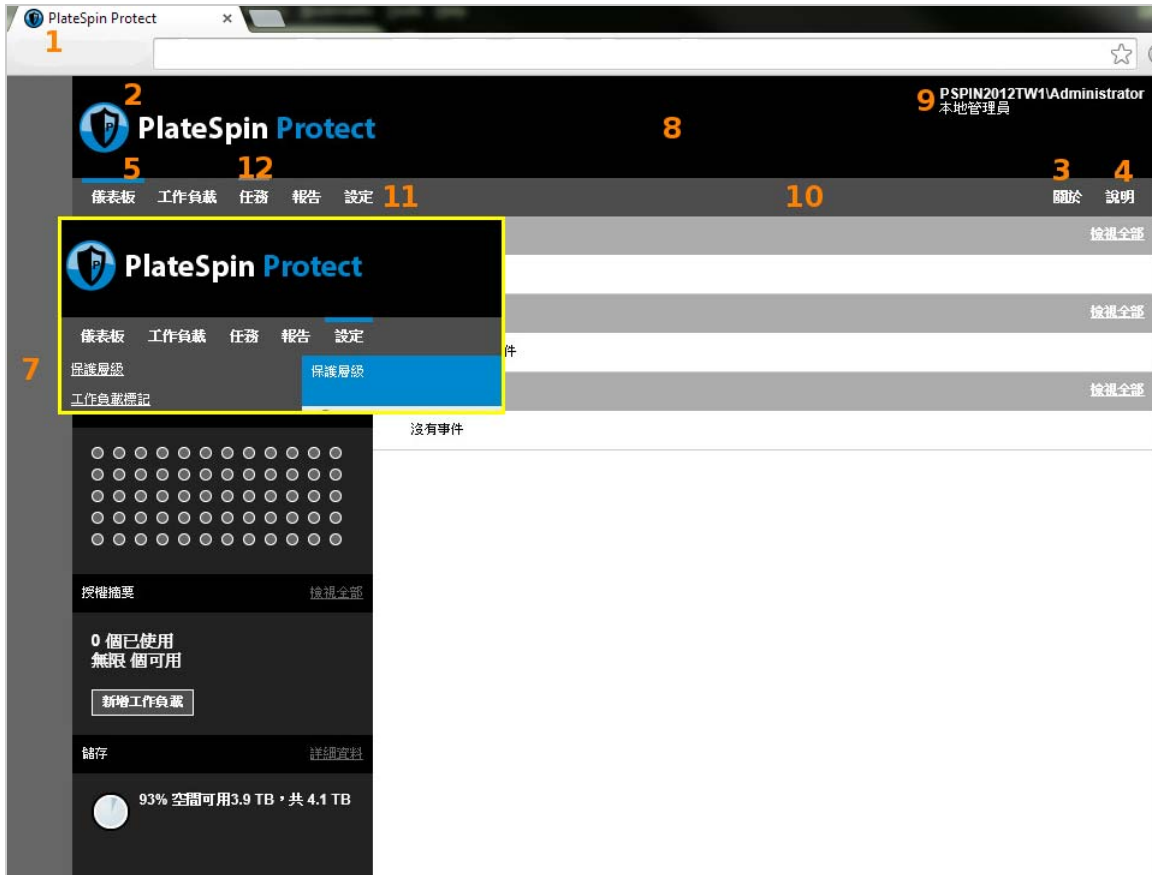 PlateSpin Protect ×
1
2
PlateSpin Protect
8
9 PSPIN2012TW1\Administrator
本地管理員
5 12 3 4
儀表板 工作負載 任務 報告 設定 11 10 關於 說明
檢視全部
PlateSpin Protect
檢視全部
儀表板 工作負載 任務 報告 設定
件
7
保護層級 保護層級
工作負載標記
檢視全部
沒有事件
授權摘要 檢視全部
0 個已使用
無限 個可用
新增工作負載
儲存 詳細資料
93% 空間可用3.9 TB,共 4.1 TB